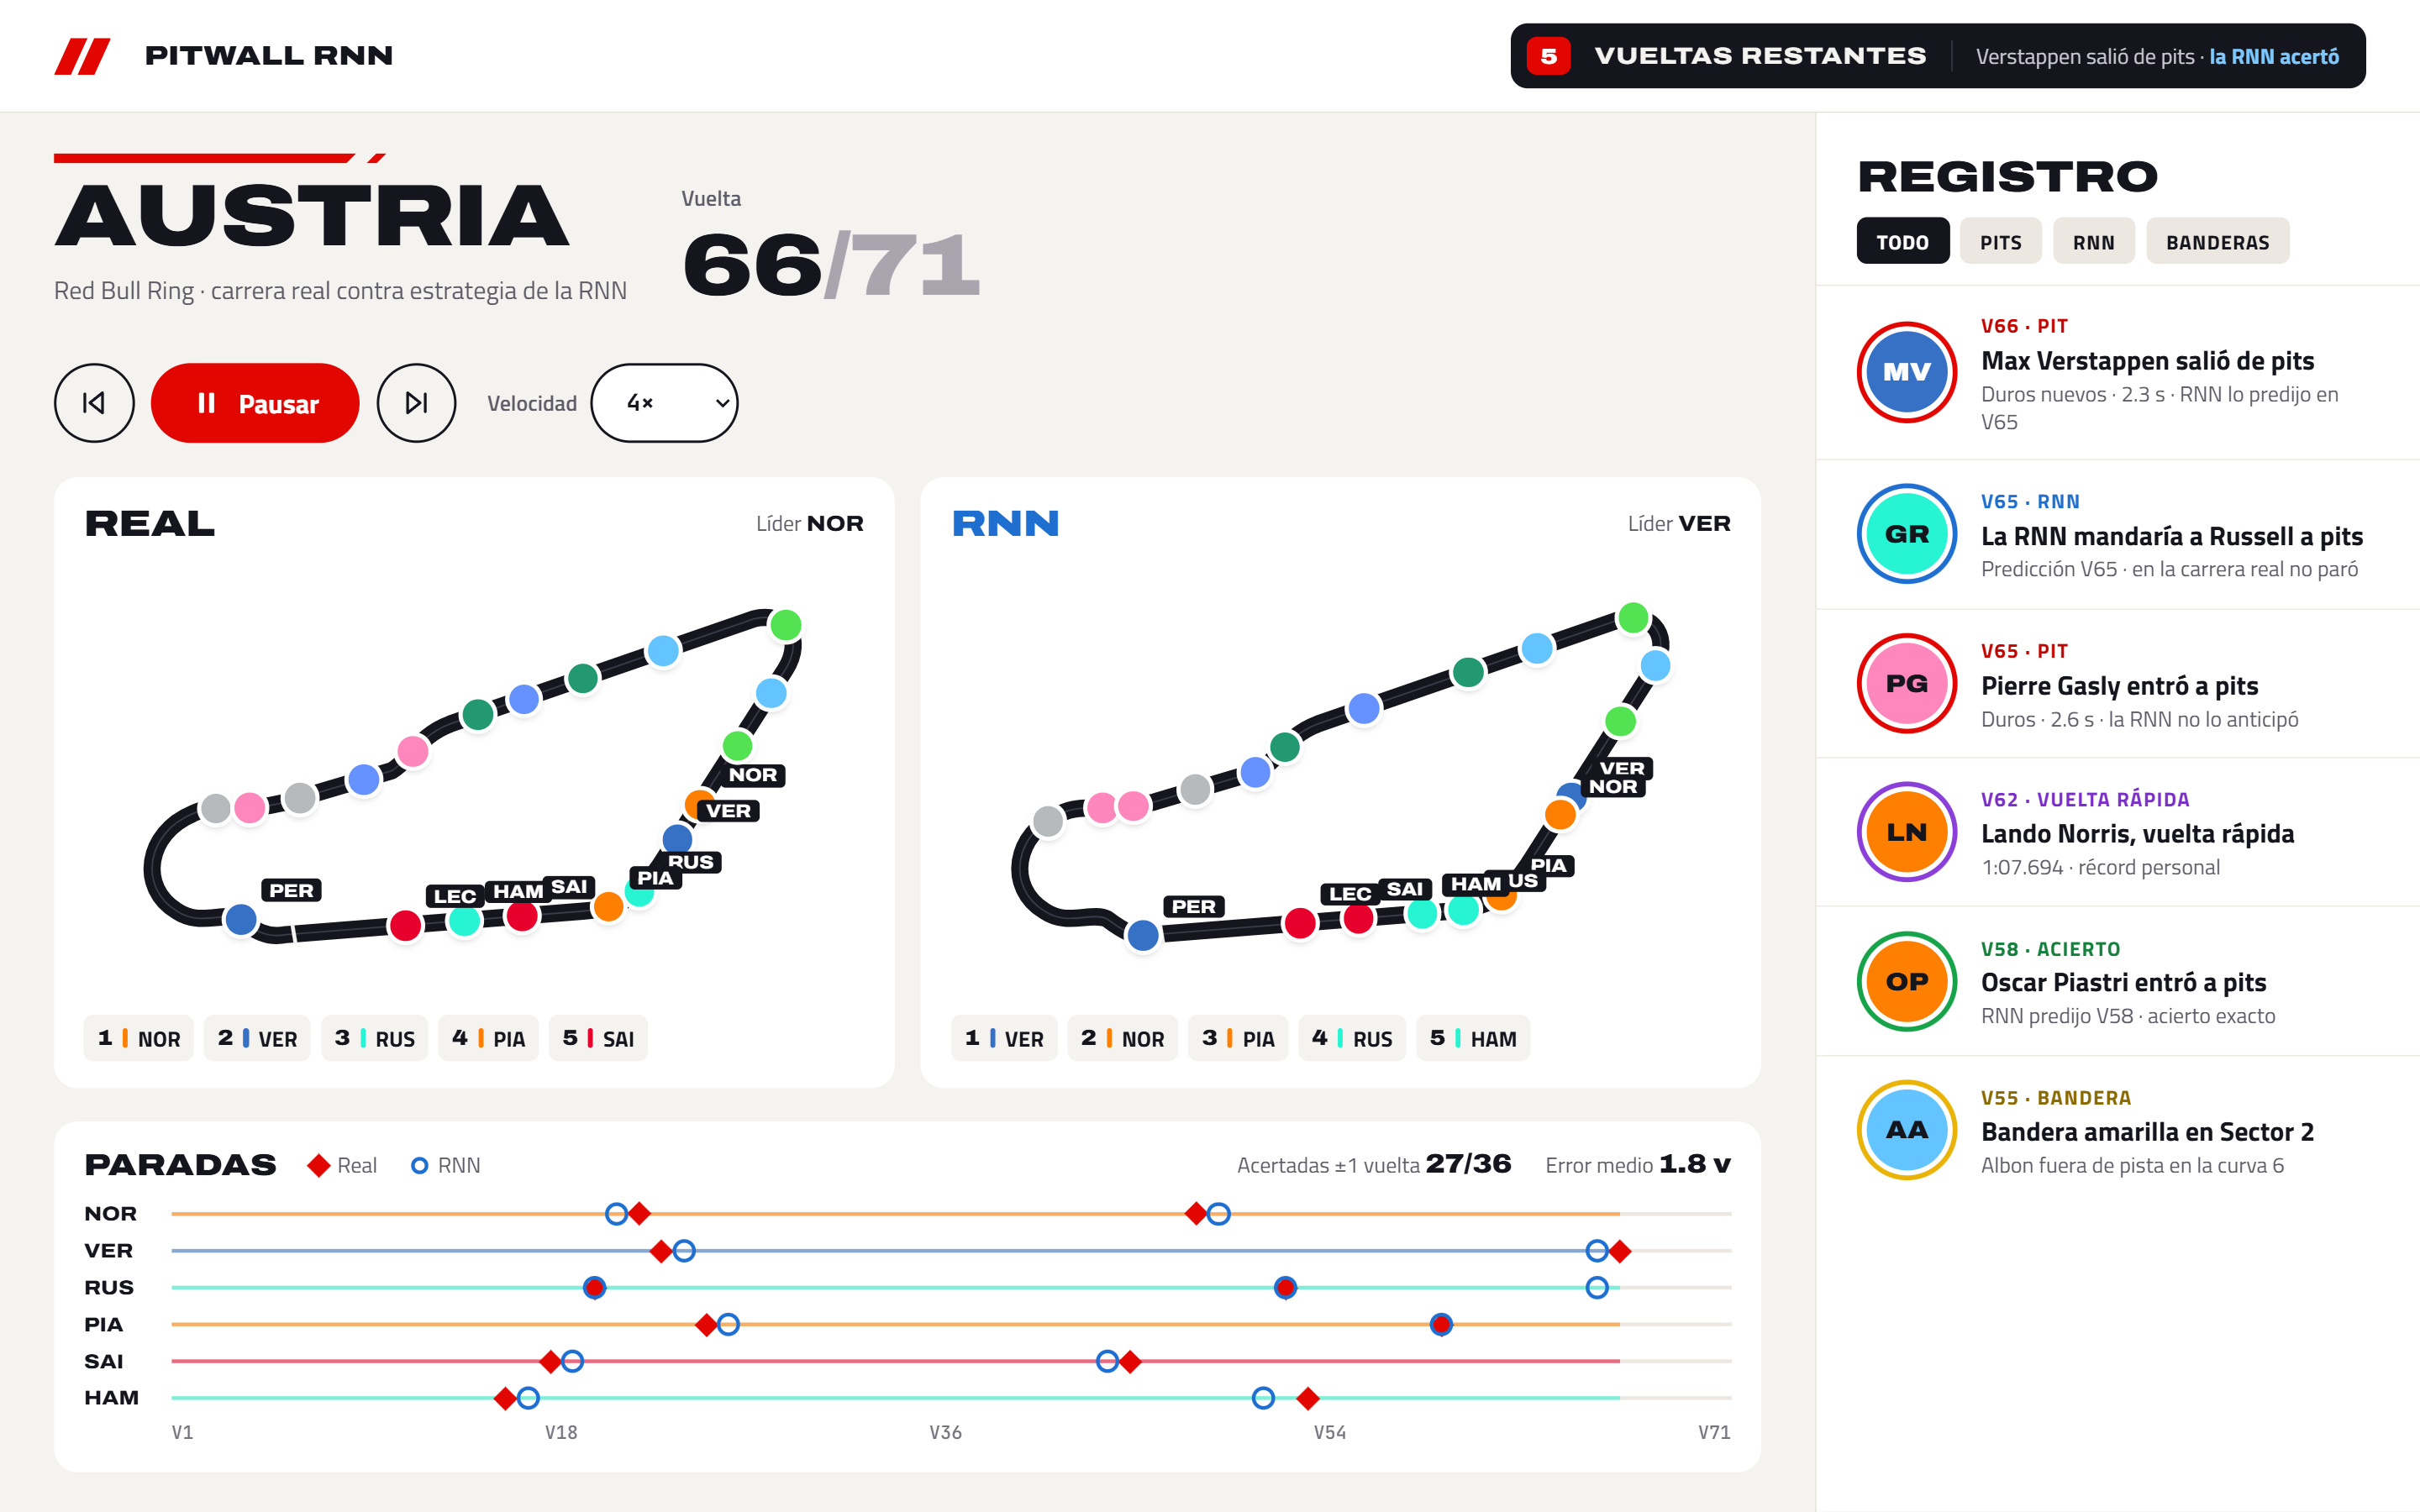 PITWALL RNN
5 VUELTAS RESTANTES Verstappen salió de pits · la RNN acertó
AUSTRIA
Red Bull Ring · carrera real contra estrategia de la RNN
Vuelta
66/71
Pausar
Velocidad 4×
REAL
Líder NOR
NOR
VER
RUS
PIA
SAI
HAM
LEC
PER
1 NOR 2 VER 3 RUS 4 PIA 5 SAI
RNN
Líder VER
VER
NOR
PIA
US
HAM
SAI
LEC
PER
1 VER 2 NOR 3 PIA 4 RUS 5 HAM
PARADAS Real RNN
Acertadas ±1 vuelta 27/36 Error medio 1.8 v
NOR
VER
RUS
PIA
SAI
HAM
V1 V18 V36 V54 V71
REGISTRO
TODO PITS RNN BANDERAS
MV
V66 · PIT
Max Verstappen salió de pits
Duros nuevos · 2.3 s · RNN lo predijo en
V65
GR
V65 · RNN
La RNN mandaría a Russell a pits
Predicción V65 · en la carrera real no paró
PG
V65 · PIT
Pierre Gasly entró a pits
Duros · 2.6 s · la RNN no lo anticipó
LN
V62 · VUELTA RÁPIDA
Lando Norris, vuelta rápida
1:07.694 · récord personal
OP
V58 · ACIERTO
Oscar Piastri entró a pits
RNN predijo V58 · acierto exacto
AA
V55 · BANDERA
Bandera amarilla en Sector 2
Albon fuera de pista en la curva 6